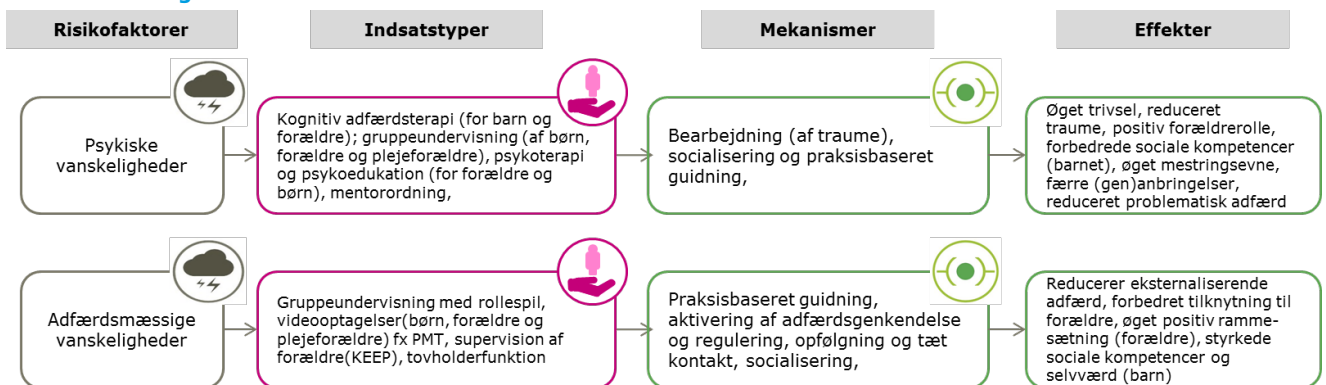 Risikofaktorer
Indsatstyper
Mekanismer
Effekter
Psykiske
vanskeligheder
Kognitiv adfærdsterapi (for barn og
forældre); gruppeundervisning (af børn,
forældre og plejeforældre), psykoterapi
og psykoedukation (for forældre og
børn), mentorordning,
Bearbejdning (af traume),
socialisering og praksisbaseret
guidning,
Øget trivsel, reduceret
traume, positiv forældrerolle,
forbedrede sociale kompetencer
(barnet), øget mestringsevne,
færre (gen)anbringelser,
reduceret problematisk adfærd
Adfærdsmæssige
vanskeligheder
Gruppeundervisning med rollespil,
videooptagelser(børn, forældre og
plejeforældre) fx PMT, supervision af
forældre(KEEP), tovholderfunktion
Praksisbaseret guidning,
aktivering af adfærdsgenkendelse
og regulering, opfølgning og tæt
kontakt, socialisering,
Reducerer eksternaliserende
adfærd, forbedret tilknytning til
forældre, øget positiv ramme-
sætning (forældre), styrkede
sociale kompetencer og
selvværd (barn)